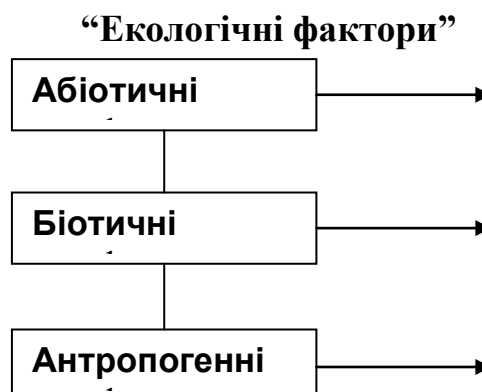 “Екологічні фактори”
Абіотичні
Біотичні
Антропогенні